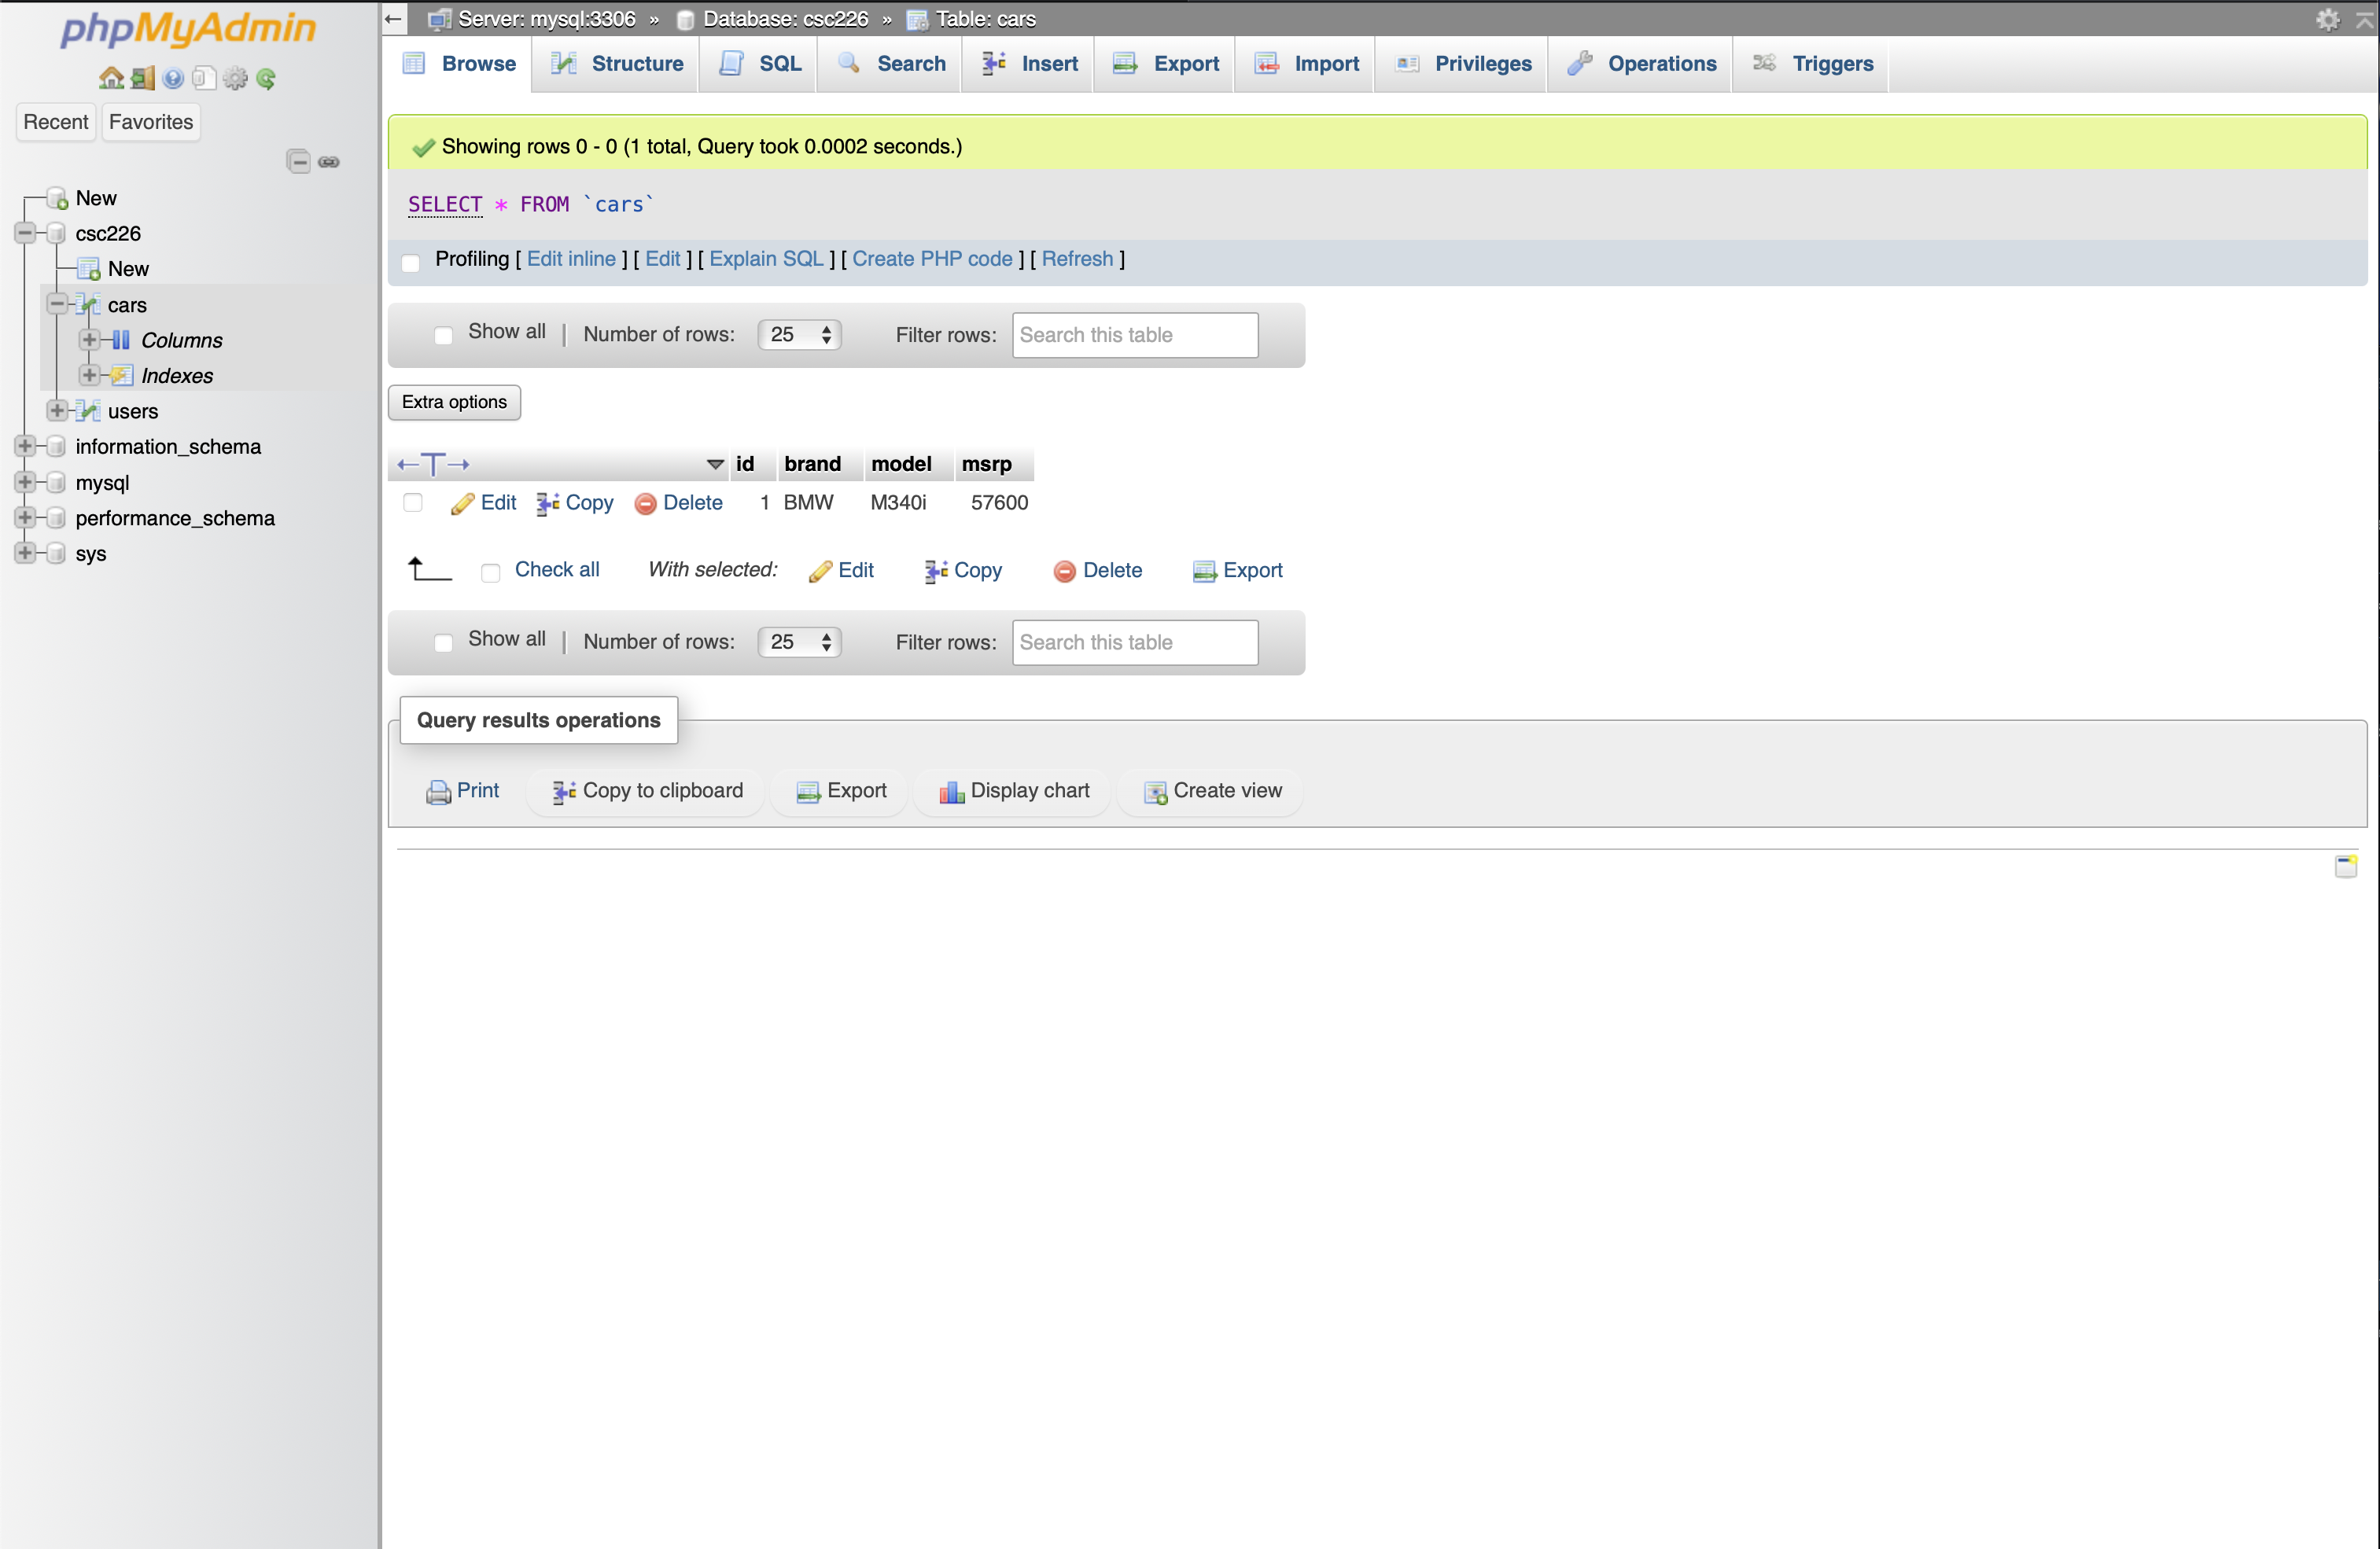 phpMyAdmin
Recent Favorites
New
csc226
New
cars
Columns
Indexes
users
information_schema
mysql
performance_schema
sys
Server: mysql:3306 » Database: csc226 » Table: cars
Browse Structure SQL Search Insert Export Import Privileges Operations Triggers
Showing rows 0 - 0 (1 total, Query took 0.0002 seconds.)
SELECT * FROM `cars`
Profiling [ Edit inline ] [ Edit ] [ Explain SQL ] [ Create PHP code ] [ Refresh ]
Show all | Number of rows: 25 Filter rows: Search this table
Extra options
←T→ id brand model msrp
Edit Copy Delete 1 BMW M340i 57600
Check all With selected: Edit Copy Delete Export
Show all | Number of rows: 25 Filter rows: Search this table
Query results operations
Print Copy to clipboard Export Display chart Create view